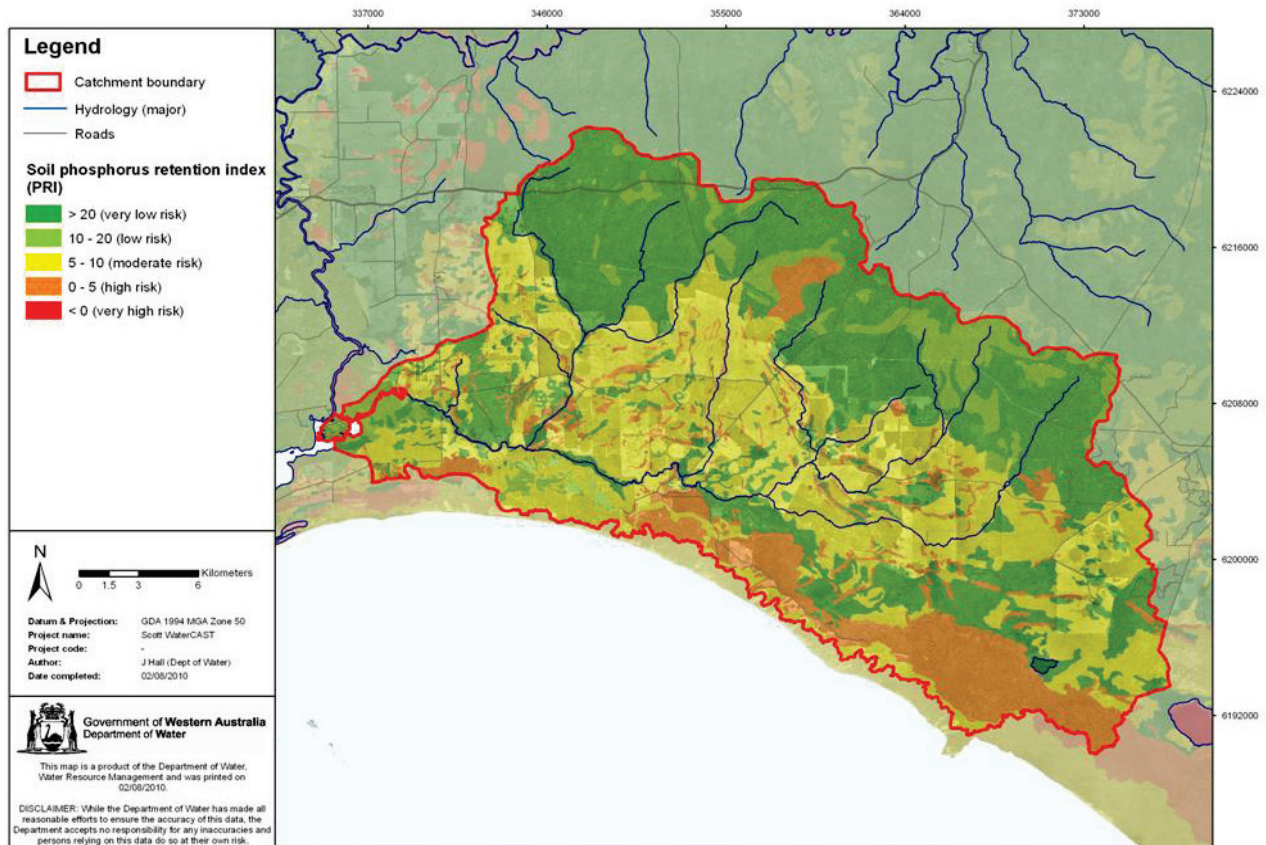 337000
346000
355000
364000
373000
Legend
Catchment boundary
Hydrology (major)
Roads
Soil phosphorus retention index
(PRI)
> 20 (very low risk)
10 - 20 (low risk)
5 - 10 (moderate risk)
0 - 5 (high risk)
< 0 (very high risk)
6224000
6216000
6208000
6200000
6192000
N
Kilometers
0 1.5 3 6
Datum & Projection: GDA 1994 MGA Zone 50
Project name: Scott WaterCAST
Project code: -
Author: J Hall (Dept of Water)
Date completed: 02/08/2010
Government of Western Australia
Department of Water
This map is a product of the Department of Water,
Water Resource Management and was printed on
02/08/2010.
DISCLAIMER: While the Department of Water has made all
reasonable efforts to ensure the accuracy of this data, the
Department accepts no responsibility for any inaccuracies and
persons relying on this data do so at their own risk.